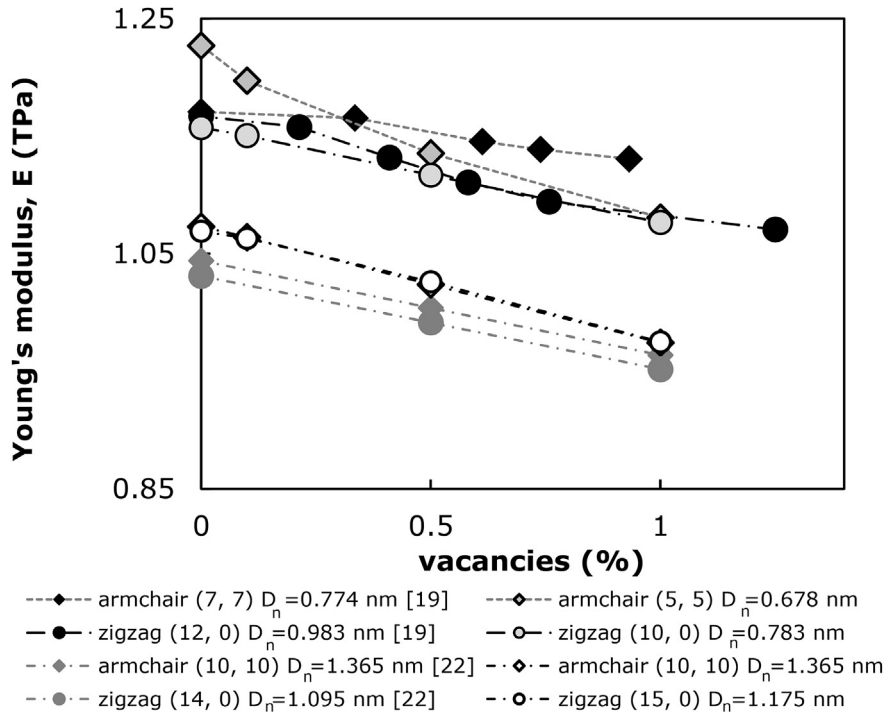 1.25
1.05
0.85
Young's modulus, E (TPa)
0 0.5 1
vacancies (%)
armchair (7, 7) Dn=0.774 nm [19]
armchair (5, 5) Dn=0.678 nm
zigzag (12, 0) Dn=0.983 nm [19]
zigzag (10, 0) Dn=0.783 nm
armchair (10, 10) Dn=1.365 nm [22]
armchair (10, 10) Dn=1.365 nm
zigzag (14, 0) Dn=1.095 nm [22]
zigzag (15, 0) Dn=1.175 nm